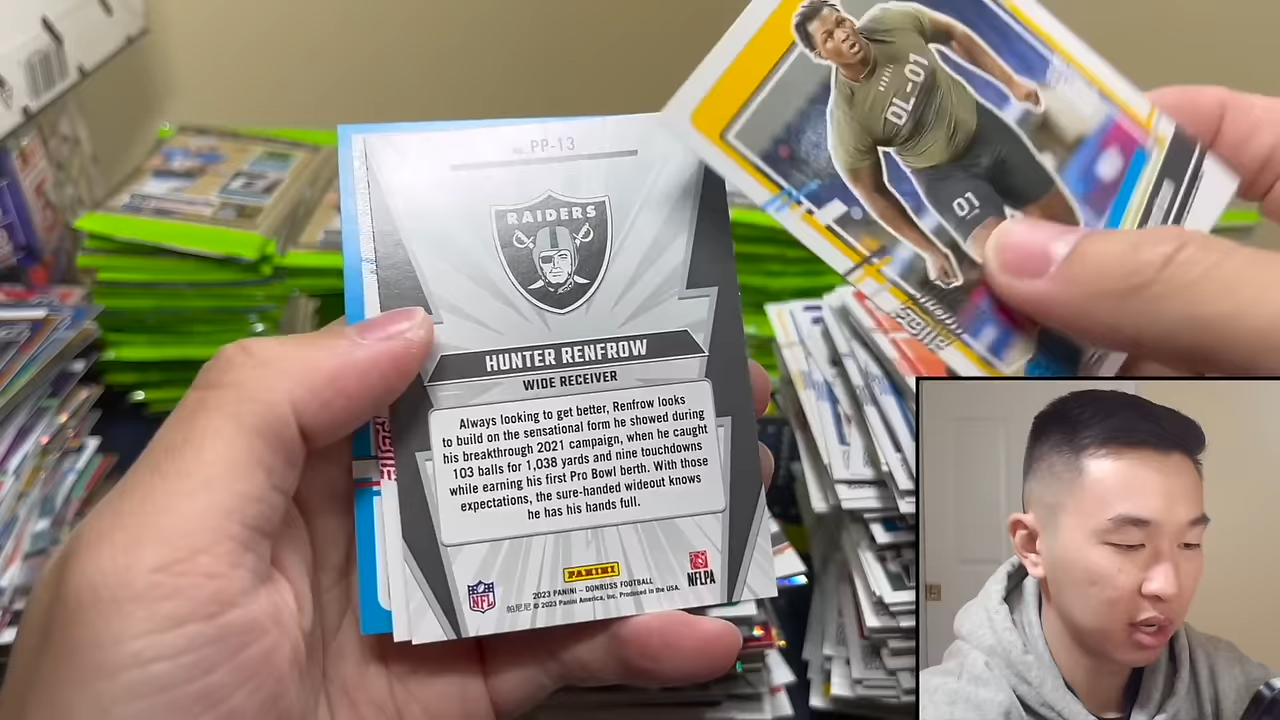 PP-13
RAIDERS
HUNTER RENFROW
WIDE RECEIVER
Always looking to get better, Renfrow looks
to build on the sensational form he showed during
his breakthrough 2021 campaign, when he caught
103 balls for 1,038 yards and nine touchdowns
while earning his first Pro Bowl berth. With those
expectations, the sure-handed wideout knows
he has his hands full.
NFL
PANINI
2023 PANINI – DONRUSS FOOTBALL
帕尼尼 © 2023 Panini America, Inc. Produced in the USA.
NFLPA
DL-01
01